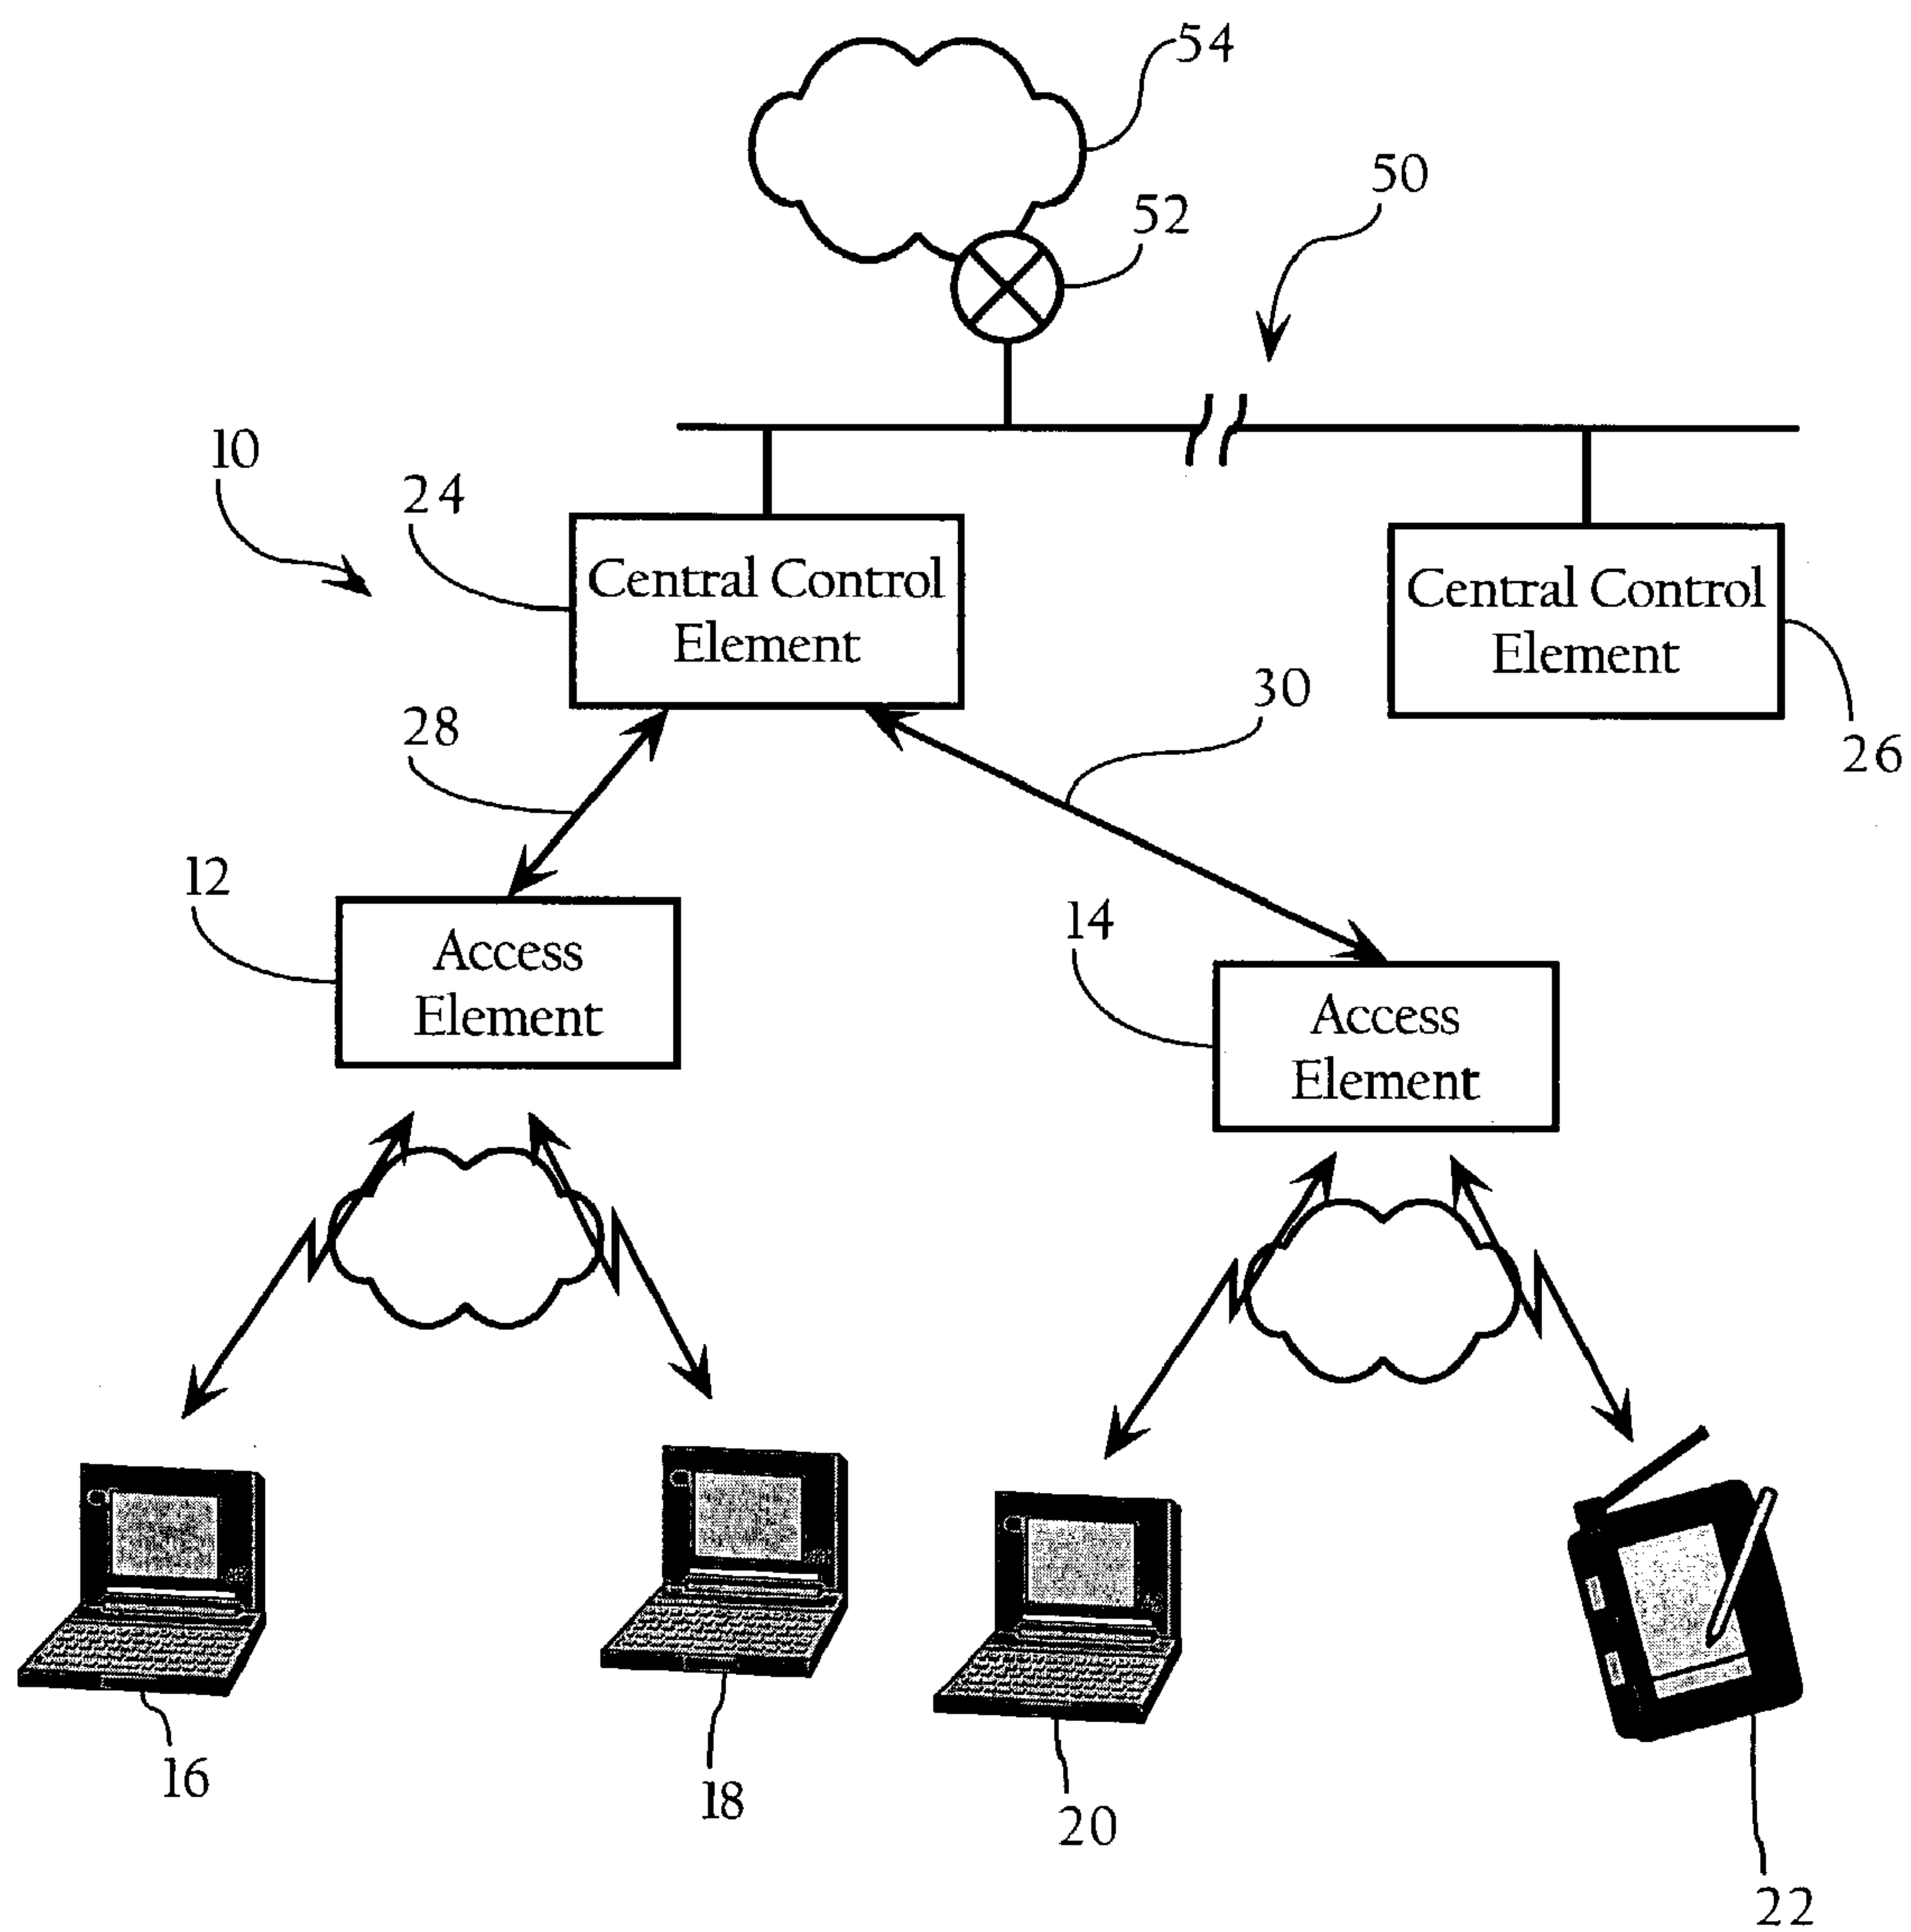 54
50
52
10
24
Central Control
Element
Central Control
Element
30
28
26
12
14
Access
Element
Access
Element
16
18
20
22